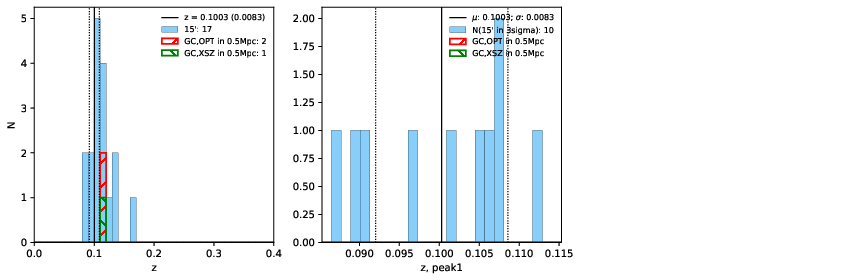 z = 0.1003 (0.0083)
15': 17
GC,OPT in 0.5Mpc: 2
GC,XSZ in 0.5Mpc: 1
N
5
4
3
2
1
0
0.0 0.1 0.2 0.3 0.4
z
μ: 0.1003; σ: 0.0083
N(15' in 3sigma): 10
GC,OPT in 0.5Mpc
GC,XSZ in 0.5Mpc
2.00
1.75
1.50
1.25
1.00
0.75
0.50
0.25
0.00
0.090 0.095 0.100 0.105 0.110 0.115
z, peak1